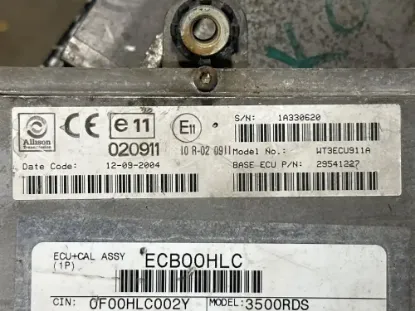 Allison
Transmission
CE
e11
020911
E11
10 R-02 0911
S/N: 1A330620
Model No.: WT3ECU911A
Date Code: 12-09-2004
BASE ECU P/N: 29541227
ECU+CAL ASSY
(1P)
ECB00HLC
CIN: 0F00HLC002Y
MODEL: 3500RDS